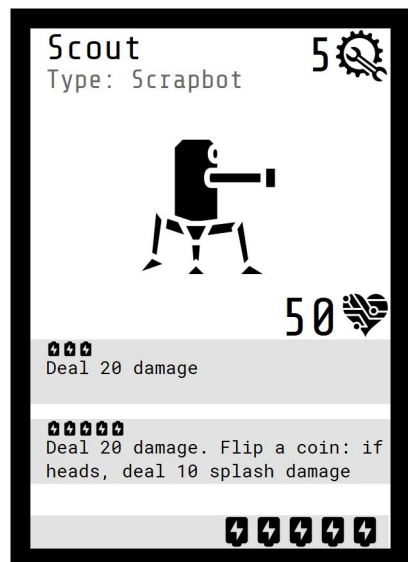 Scout
5
Type: Scrapbot
50
Deal 20 damage
Deal 20 damage. Flip a coin: if
heads, deal 10 splash damage